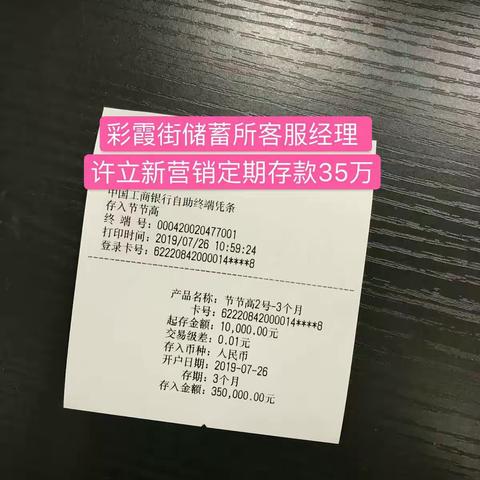 彩霞街储蓄所客服经理
许立新营销定期存款35万
中国工商银行自助终端凭条
存入节节高
终 端 号: 000420020477001
打印时间: 2019/07/26 10:59:24
登录卡号: 62220842000014****8
产品名称: 节节高2号-3个月
卡号: 62220842000014****8
起存金额: 10,000.00元
交易级差: 0.01元
存入币种: 人民币
开户日期: 2019-07-26
存期: 3个月
存入金额: 350,000.00元